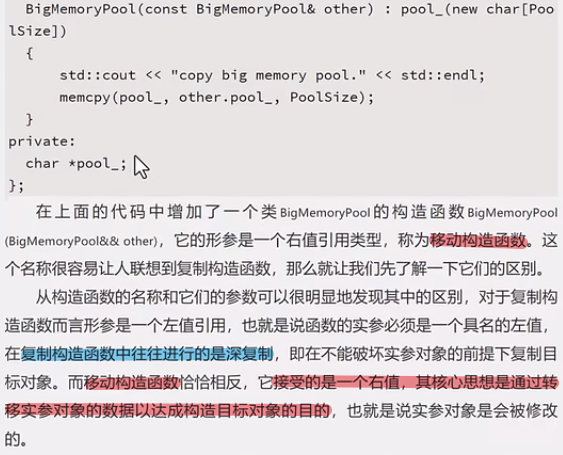 BigMemoryPool(const BigMemoryPool& other) : pool_(new char[Poo
lSize])
{
std::cout << "copy big memory pool." << std::endl;
memcpy(pool_, other.pool_, PoolSize);
}
private:
char *pool_;
};
在上面的代码中增加了一个类BigMemoryPool的构造函数BigMemoryPool
(BigMemoryPool&& other)，它的形参是一个右值引用类型，称为移动构造函数。这
个名称很容易让人联想到复制构造函数，那么就让我们先了解一下它们的区别。
从构造函数的名称和它们的参数可以很明显地发现其中的区别，对于复制构
造函数而言形参是一个左值引用，也就是说函数的实参必须是一个具名的左值，
在复制构造函数中往往进行的是深复制，即在不能破坏实参对象的前提下复制目
标对象。而移动构造函数恰恰相反，它接受的是一个右值，其核心思想是通过转
移实参对象的数据以达成构造目标对象的目的，也就是说实参对象是会被修改
的。